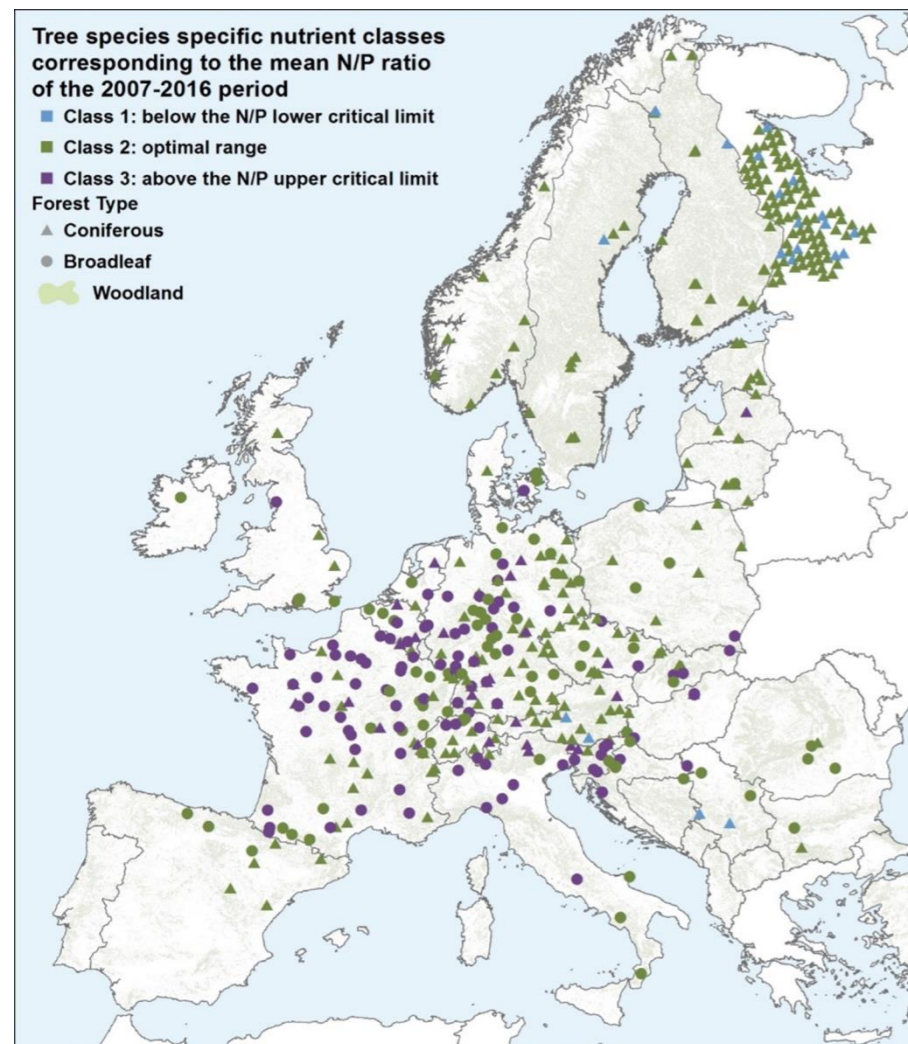 Tree species specific nutrient classes
corresponding to the mean N/P ratio
of the 2007-2016 period
Class 1: below the N/P lower critical limit
Class 2: optimal range
Class 3: above the N/P upper critical limit
Forest Type
Coniferous
Broadleaf
Woodland